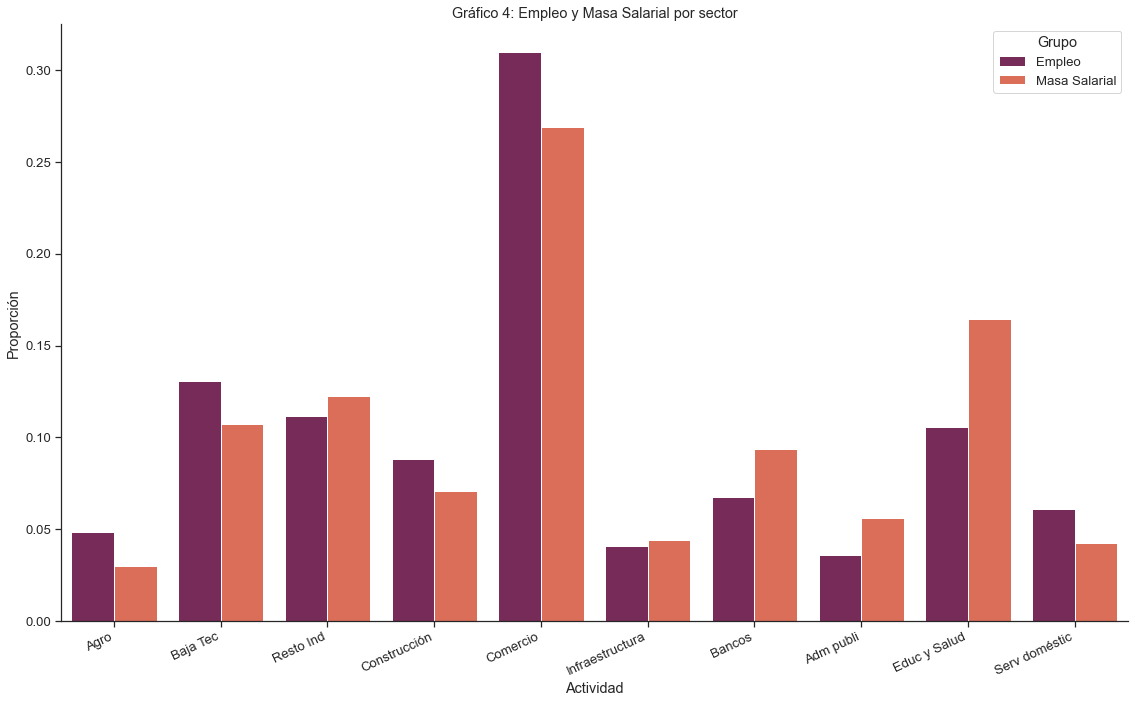 Gráfico 4: Empleo y Masa Salarial por sector
Grupo
Empleo
Masa Salarial
Proporción
0.30
0.25
0.20
0.15
0.10
0.05
0.00
Agro
Baja Tec
Resto Ind
Construcción
Comercio
Infraestructura
Bancos
Adm publi
Educ y Salud
Serv doméstic
Actividad